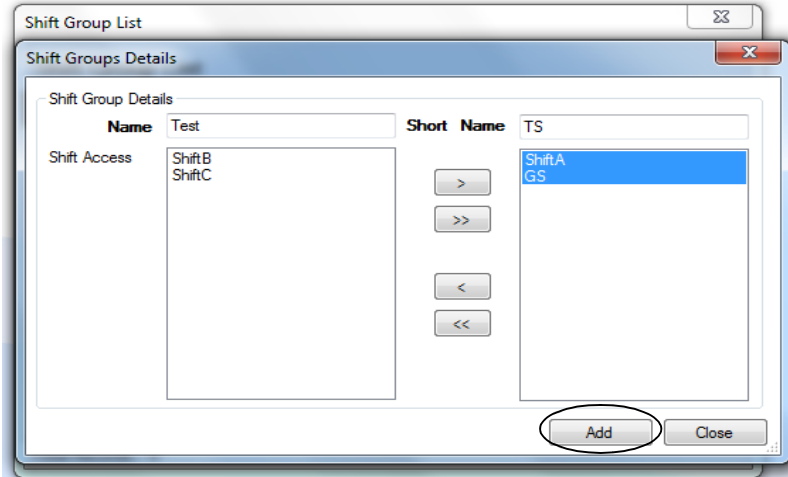 Shift Group List
Shift Groups Details
Shift Group Details
Name Test Short Name TS
Shift Access ShiftB ShiftA
ShiftC GS
>
>>
<
<<
Add Close